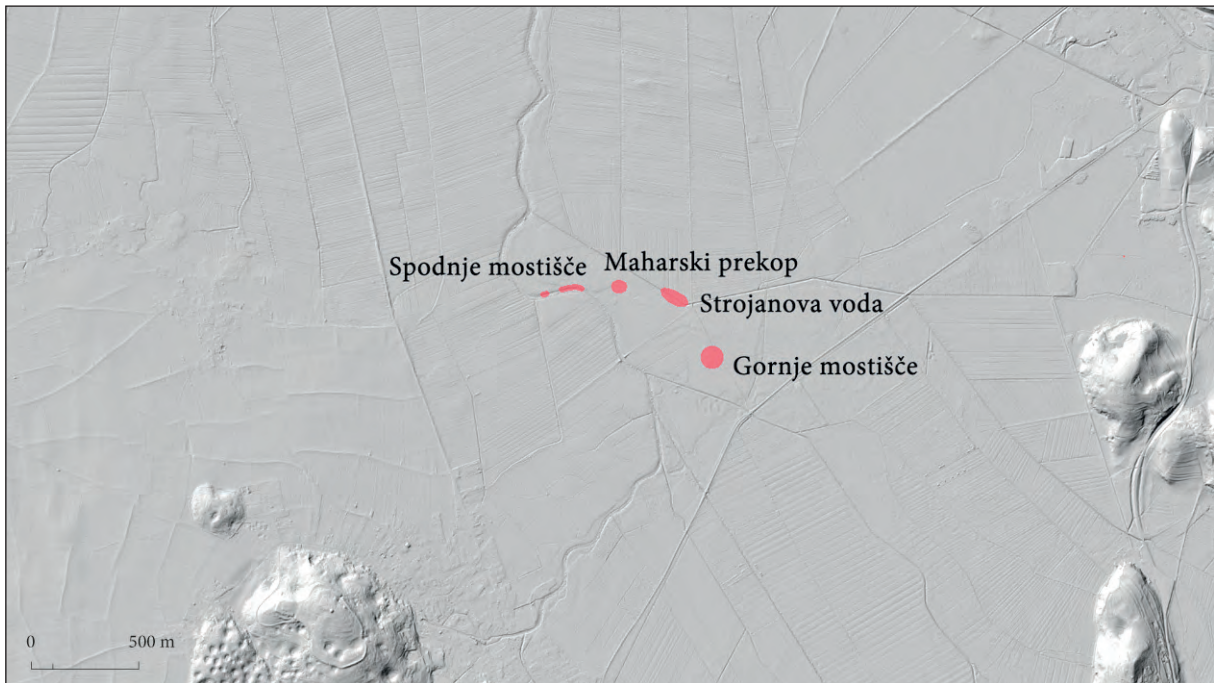 Spodnje mostišče
Maharski prekop
Strojanova voda
Gornje mostišče
0 500 m